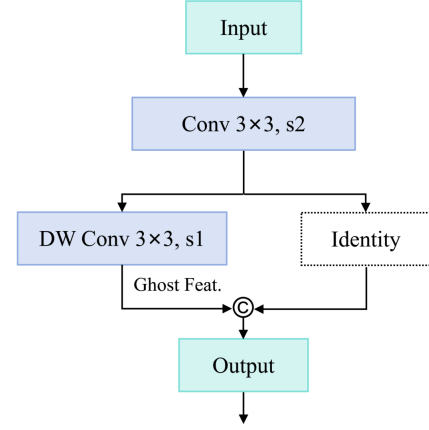 Input
Conv 3×3, s2
DW Conv 3×3, s1
Identity
Ghost Feat.
©
Output